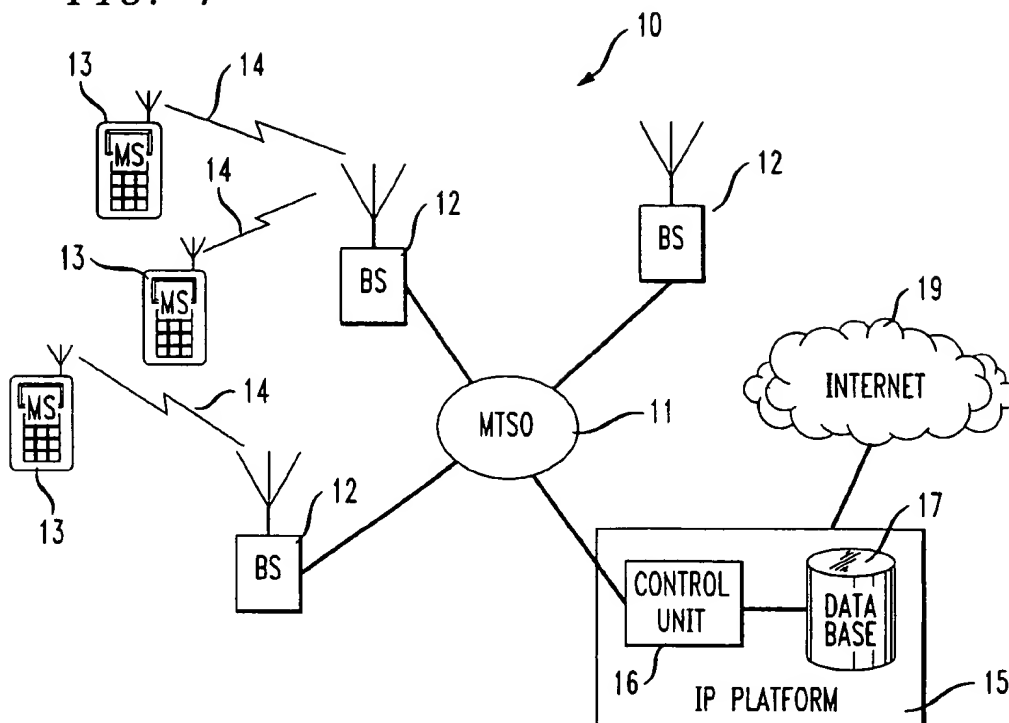 10
13
14
MS
14
12
BS
12
BS
13
MS
19
INTERNET
MS
14
13
MTSO
11
12
BS
17
CONTROL
UNIT
16
DATA
BASE
IP PLATFORM
15